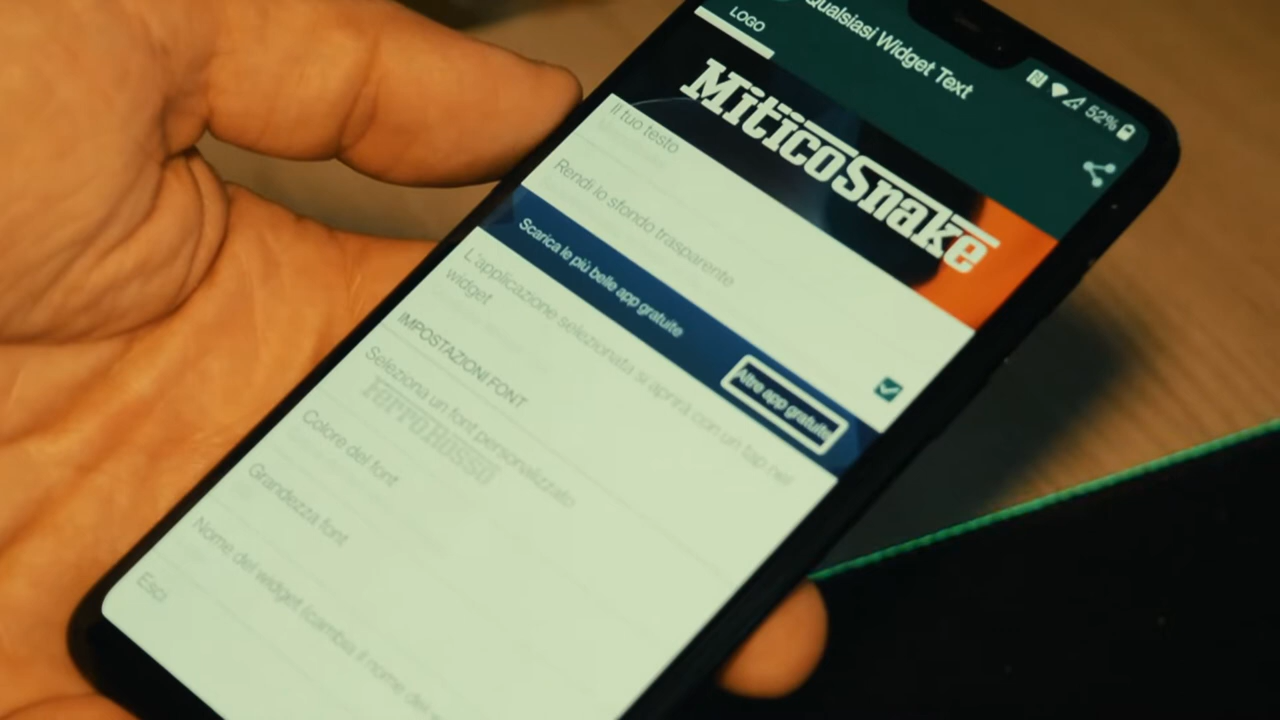 52%
Qualsiasi Widget Text
LOGO
MiticoSnake
Il tuo testo
Rendi lo sfondo trasparente
Scarica le più belle app gratuite
Altre app gratuite
L'applicazione selezionata si aprirà con un tap nel
widget
IMPOSTAZIONI FONT
Seleziona un font personalizzato
FerroRosso
Colore del font
Grandezza font
Nome del widget (cambia il nome del
Esci